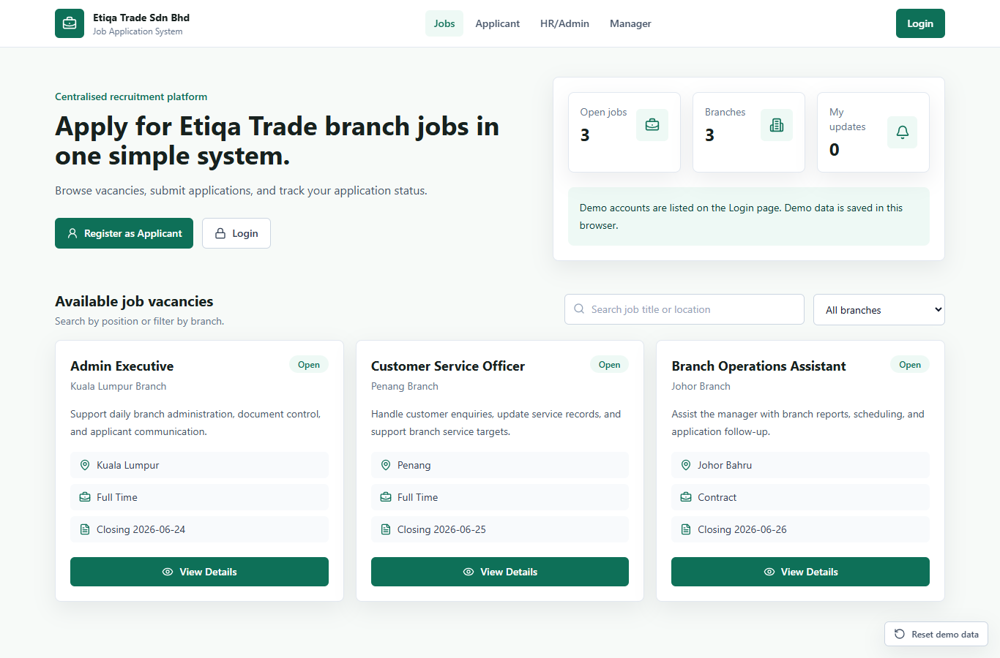 Etiqa Trade Sdn Bhd
Job Application System
Jobs
Applicant
HR/Admin
Manager
Login
Centralised recruitment platform
Apply for Etiqa Trade branch jobs in
one simple system.
Browse vacancies, submit applications, and track your application status.
Register as Applicant
Login
Open jobs
3
Branches
3
My
updates
0
Demo accounts are listed on the Login page. Demo data is saved in this
browser.
Available job vacancies
Search by position or filter by branch.
Search job title or location
All branches
Admin Executive
Open
Kuala Lumpur Branch
Support daily branch administration, document control,
and applicant communication.
Kuala Lumpur
Full Time
Closing 2026-06-24
View Details
Customer Service Officer
Open
Penang Branch
Handle customer enquiries, update service records, and
support branch service targets.
Penang
Full Time
Closing 2026-06-25
View Details
Branch Operations Assistant
Open
Johor Branch
Assist the manager with branch reports, scheduling, and
application follow-up.
Johor Bahru
Contract
Closing 2026-06-26
View Details
Reset demo data